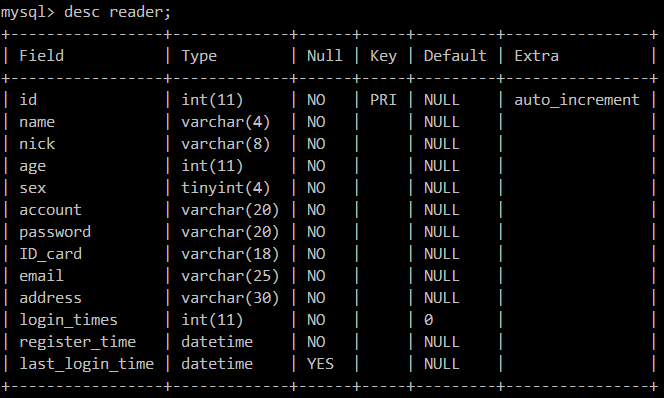 mysql> desc reader;
+-----------------+-------------+------+-----+---------+----------------+
| Field           | Type        | Null | Key | Default | Extra          |
+-----------------+-------------+------+-----+---------+----------------+
| id              | int(11)     | NO   | PRI | NULL    | auto_increment |
| name            | varchar(4)  | NO   |     | NULL    |                |
| nick            | varchar(8)  | NO   |     | NULL    |                |
| age             | int(11)     | NO   |     | NULL    |                |
| sex             | tinyint(4)  | NO   |     | NULL    |                |
| account         | varchar(20) | NO   |     | NULL    |                |
| password        | varchar(20) | NO   |     | NULL    |                |
| ID_card         | varchar(18) | NO   |     | NULL    |                |
| email           | varchar(25) | NO   |     | NULL    |                |
| address         | varchar(30) | NO   |     | NULL    |                |
| login_times     | int(11)     | NO   |     | 0       |                |
| register_time   | datetime    | NO   |     | NULL    |                |
| last_login_time | datetime    | YES  |     | NULL    |                |
+-----------------+-------------+------+-----+---------+----------------+